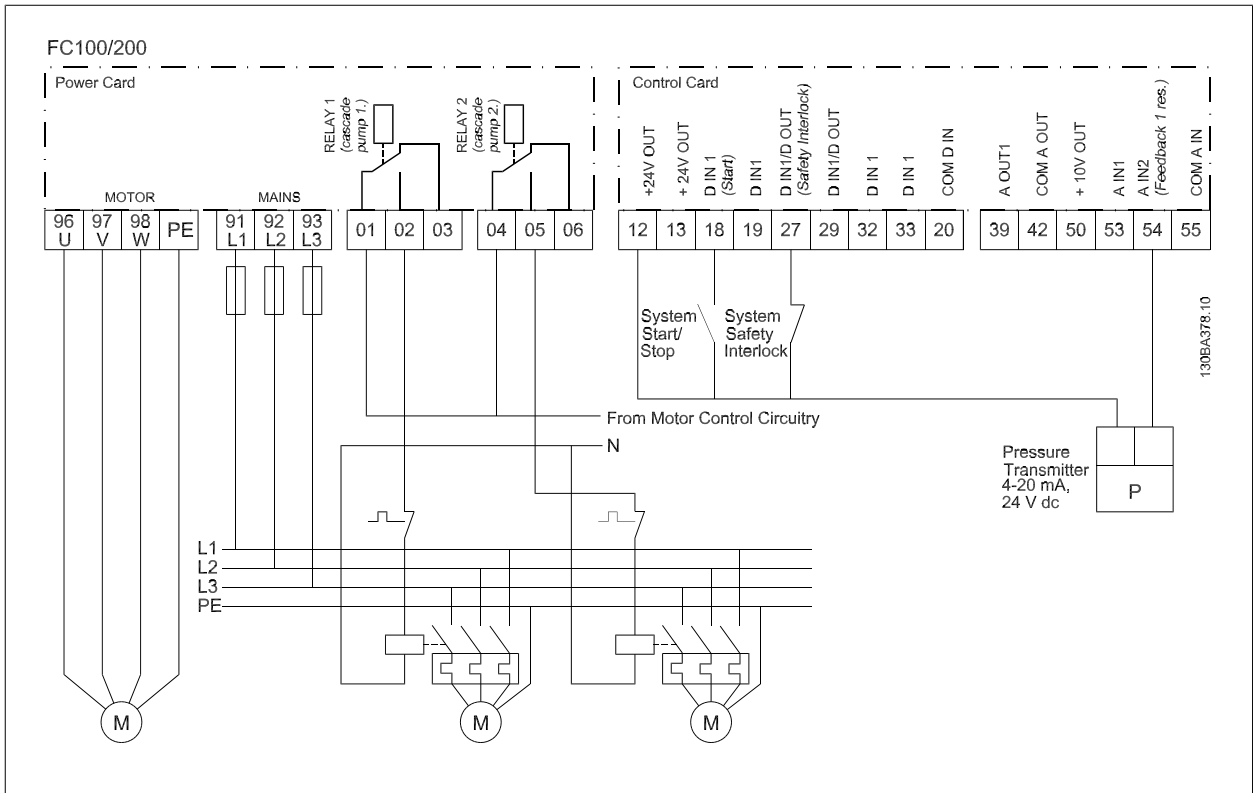 FC100/200
Power Card
RELAY 1
(cascade
pump 1.)
RELAY 2
(cascade
pump 2.)
MOTOR
MAINS
96 97 98 PE
U V W
91 92 93
L1 L2 L3
01 02 03
04 05 06
Control Card
+24V OUT
+ 24V OUT
D IN 1
(Start)
D IN1
D IN1/D OUT
(Safety Interlock)
D IN1/D OUT
D IN 1
D IN 1
COM D IN
A OUT1
COM A OUT
+ 10V OUT
A IN1
A IN2
(Feedback 1 res.)
COM A IN
12 13 18 19 27 29 32 33 20
39 42 50 53 54 55
System
Start/
Stop
System
Safety
Interlock
130BA378.10
From Motor Control Circuitry
N
Pressure
Transmitter
4-20 mA,
24 V dc
P
L1
L2
L3
PE
M
M
M